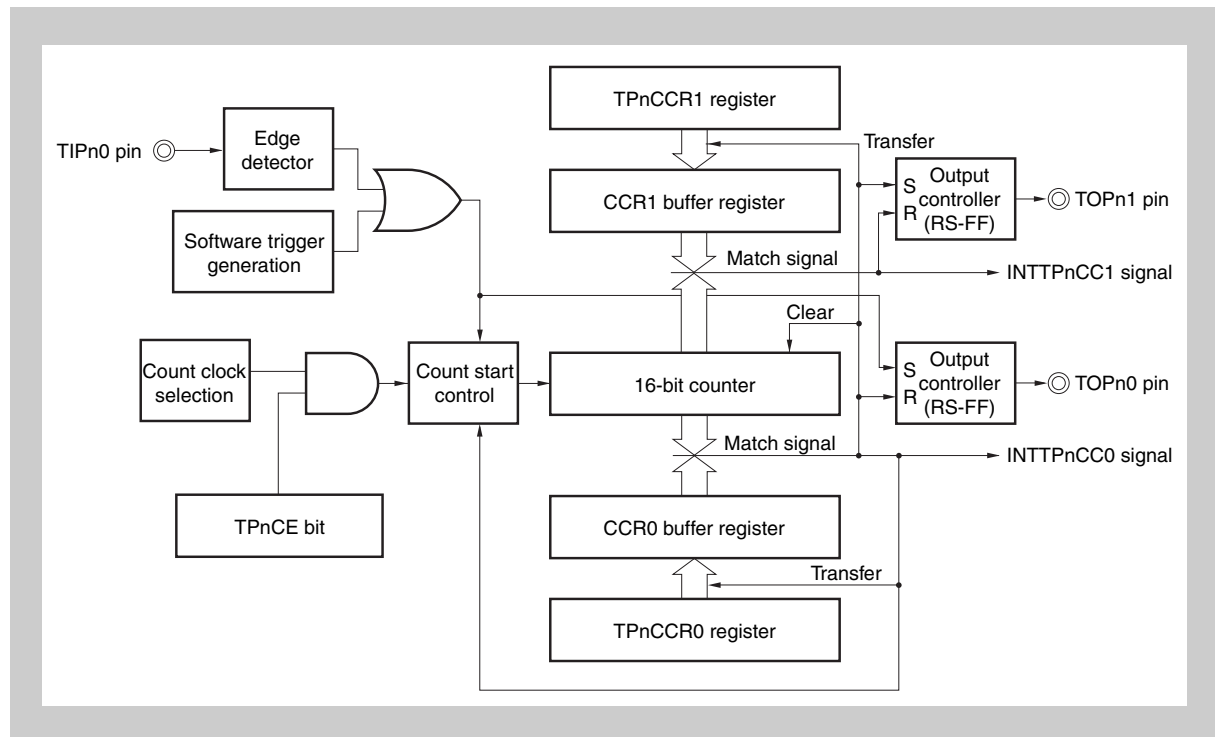 TPnCCR1 register
TIPn0 pin
Edge
detector
Transfer
CCR1 buffer register
S
R
Output
controller
(RS-FF)
TOPn1 pin
Software trigger
generation
Match signal
INTTPnCC1 signal
Clear
Count clock
selection
Count start
control
16-bit counter
S
R
Output
controller
(RS-FF)
TOPn0 pin
Match signal
INTTPnCC0 signal
TPnCE bit
CCR0 buffer register
Transfer
TPnCCR0 register